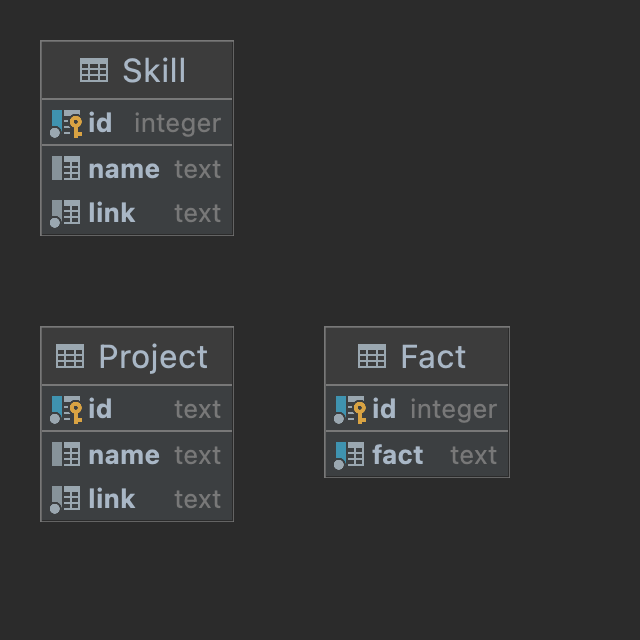 Skill
id integer
name text
link text
Project
id text
name text
link text
Fact
id integer
fact text